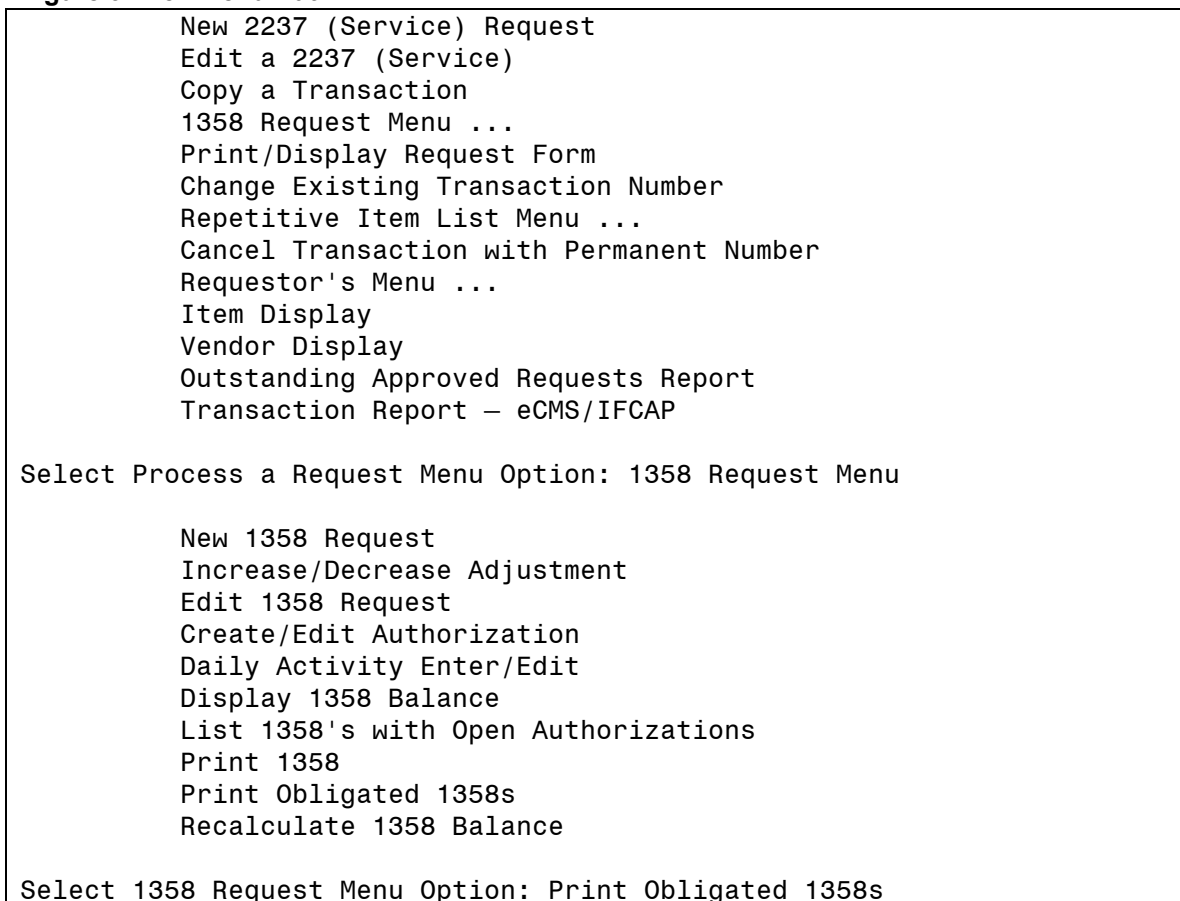 New 2237 (Service) Request
Edit a 2237 (Service)
Copy a Transaction
1358 Request Menu ...
Print/Display Request Form
Change Existing Transaction Number
Repetitive Item List Menu ...
Cancel Transaction with Permanent Number
Requestor's Menu ...
Item Display
Vendor Display
Outstanding Approved Requests Report
Transaction Report – eCMS/IFCAP
Select Process a Request Menu Option: 1358 Request Menu
New 1358 Request
Increase/Decrease Adjustment
Edit 1358 Request
Create/Edit Authorization
Daily Activity Enter/Edit
Display 1358 Balance
List 1358's with Open Authorizations
Print 1358
Print Obligated 1358s
Recalculate 1358 Balance
Select 1358 Request Menu Option: Print Obligated 1358s